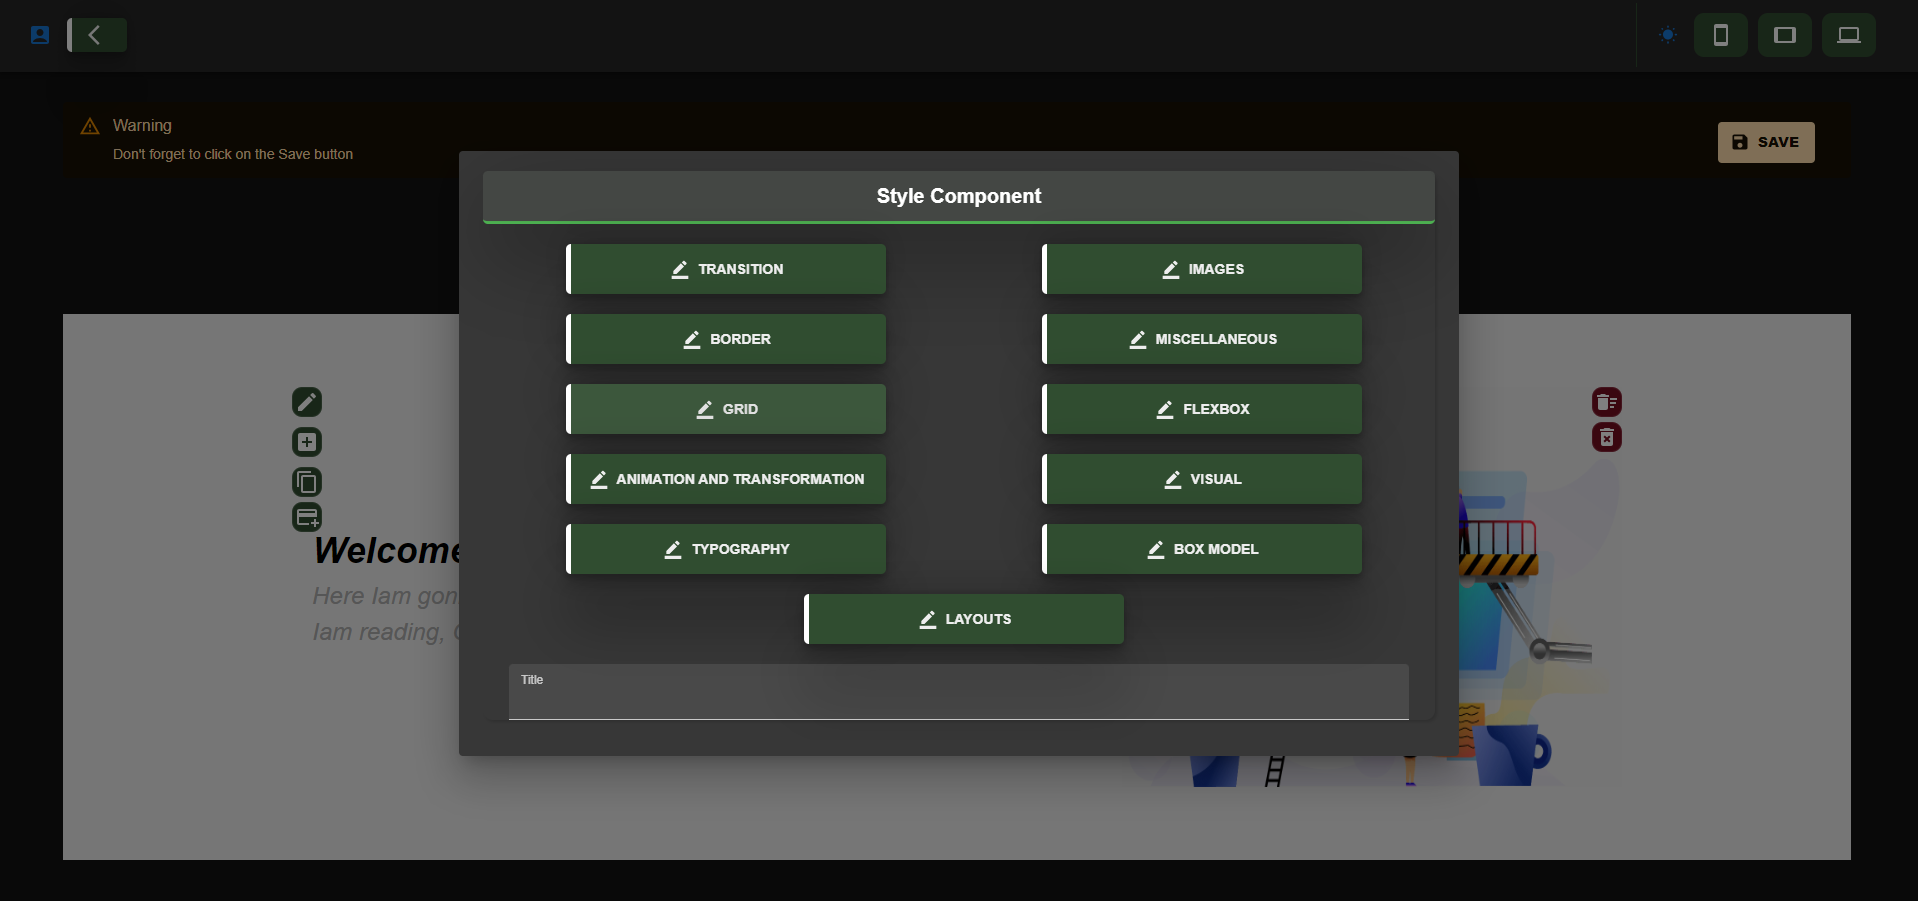 Warning
Don't forget to click on the Save button
SAVE
Style Component
TRANSITION
IMAGES
BORDER
MISCELLANEOUS
GRID
FLEXBOX
ANIMATION AND TRANSFORMATION
VISUAL
TYPOGRAPHY
BOX MODEL
LAYOUTS
Title
Welcome
Here Iam gon
Iam reading,